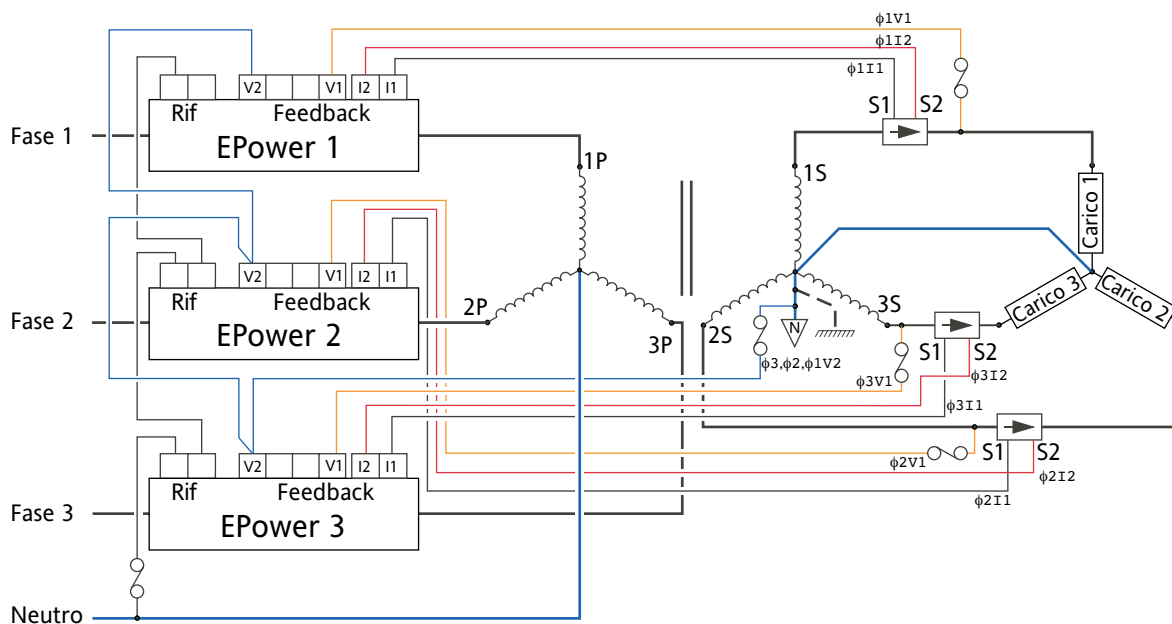 ϕ1V1
ϕ1I2
ϕ1I1
V2 V1 I2 I1
Rif Feedback
S1 S2
Fase 1
EPower 1
1P
1S
Carico 1
V2 V1 I2 I1
Rif Feedback
Carico 3
Carico 2
2P
3S
Fase 2
EPower 2
3P
2S
N
S1 S2
ϕ3,ϕ2,ϕ1V2
ϕ3I2
ϕ3V1
ϕ3I1
V2 V1 I2 I1
S1 S2
ϕ2V1
ϕ2I2
Rif Feedback
ϕ2I1
Fase 3
EPower 3
Neutro